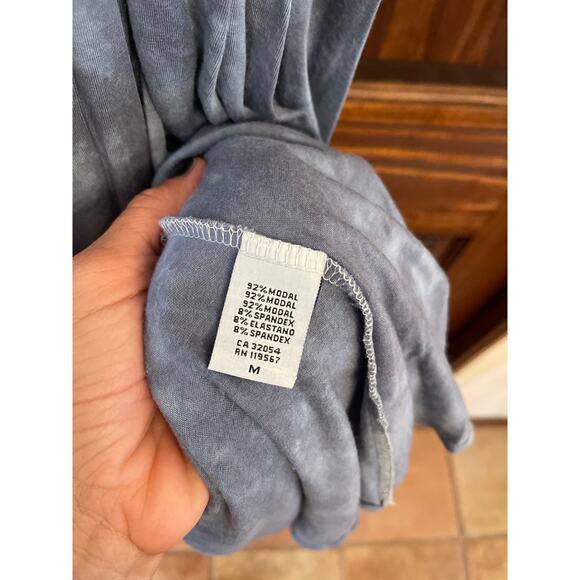 92% MODAL
92% MODAL
92% MODAL
8% SPANDEX
8% ELASTANO
8% SPANDEX
CA 32054
RN 119567
M